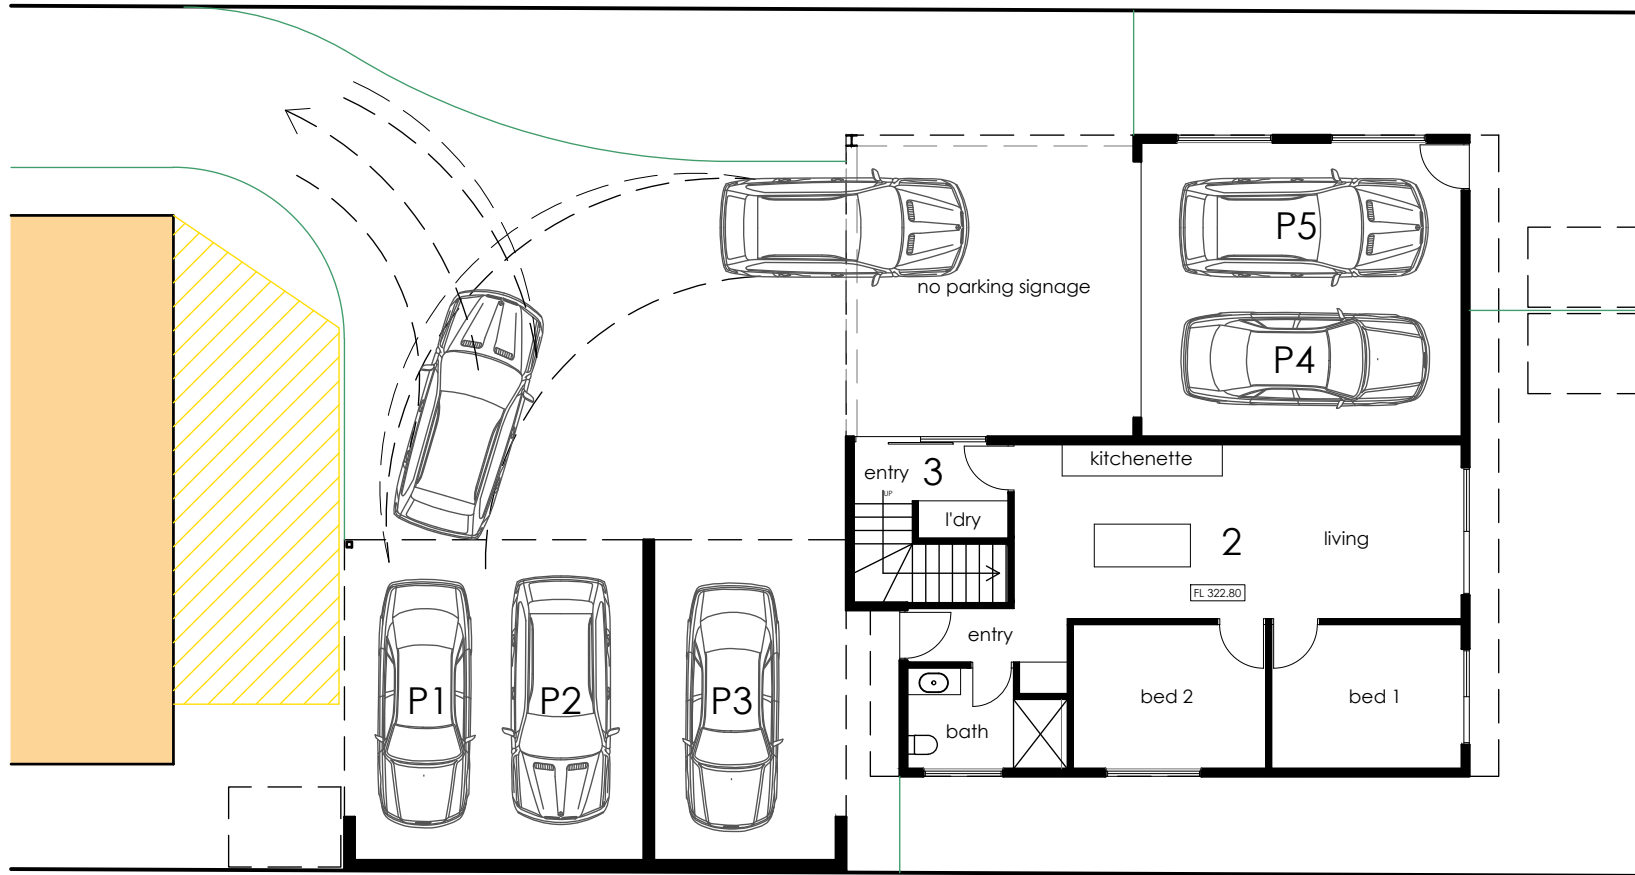 P5
no parking signage
P4
kitchenette
entry 3
UP
l'dry
2
living
FL 322.80
entry
P1
P2
P3
bed 2
bed 1
bath